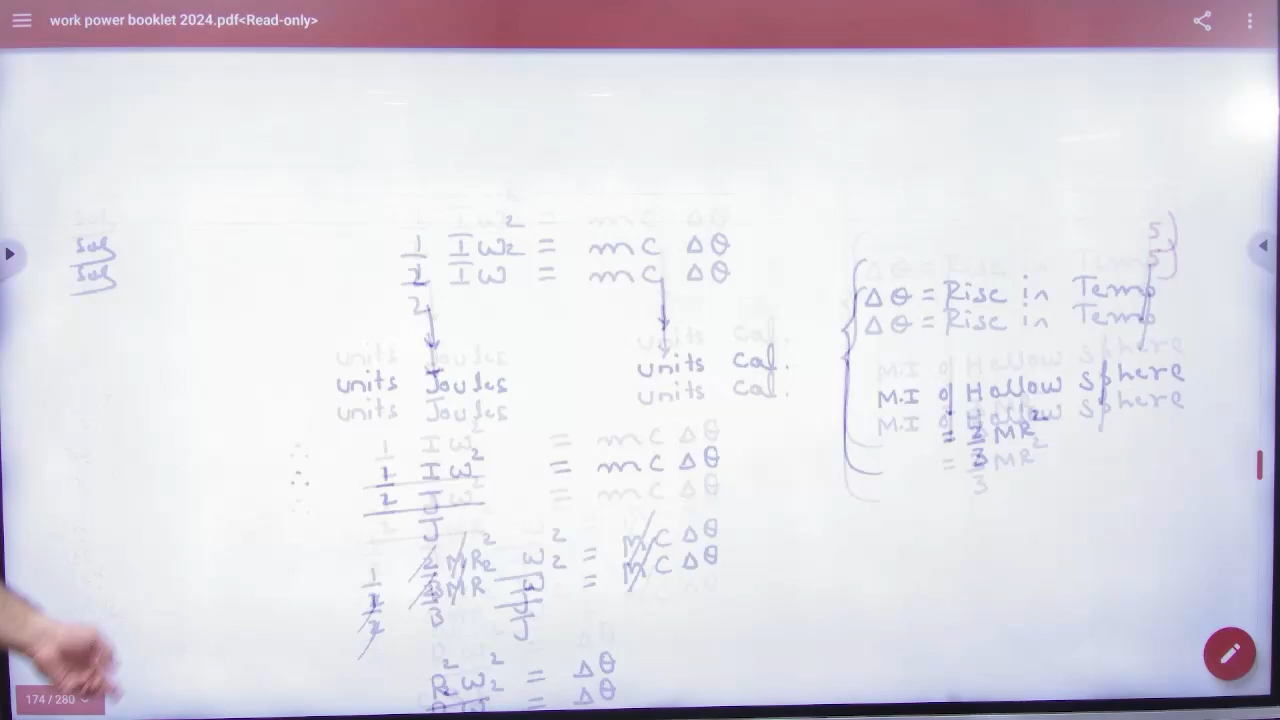 work power booklet 2024.pdf<Read-only>
Sol
½ Iω² = mc Δθ
units Joules
units Cal.
Δθ = Rise in Temp
M.I of Hollow Sphere
= 2/3 MR²
∴ ½ Iω² / J = mc Δθ
½ 2/3 MR² ω²/J = MC Δθ
R²ω² = Δθ
174 / 280